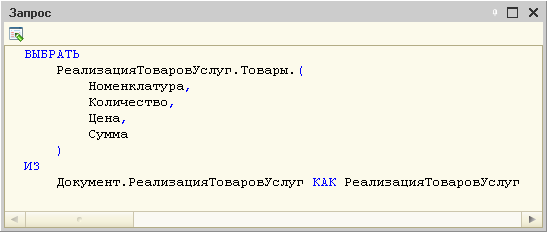 Запрос
ВЫБРАТЬ
РеализацияТоваровУслуг.Товары.(
Номенклатура,
Количество,
Цена,
Сумма
)
ИЗ
Документ.РеализацияТоваровУслуг КАК РеализацияТоваровУслуг